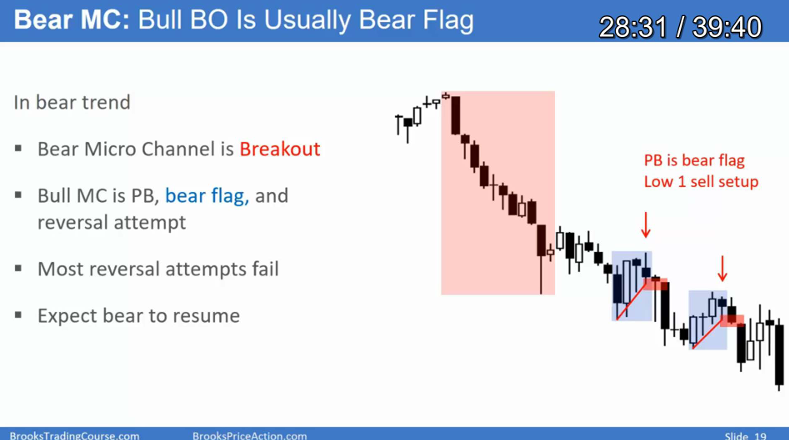 Bear MC: Bull BO Is Usually Bear Flag
28:31 / 39:40
In bear trend
▪ Bear Micro Channel is Breakout
▪ Bull MC is PB, bear flag, and
reversal attempt
▪ Most reversal attempts fail
▪ Expect bear to resume
PB is bear flag
Low 1 sell setup
BrooksTradingCourse.com
BrooksPriceAction.com
Slide 19